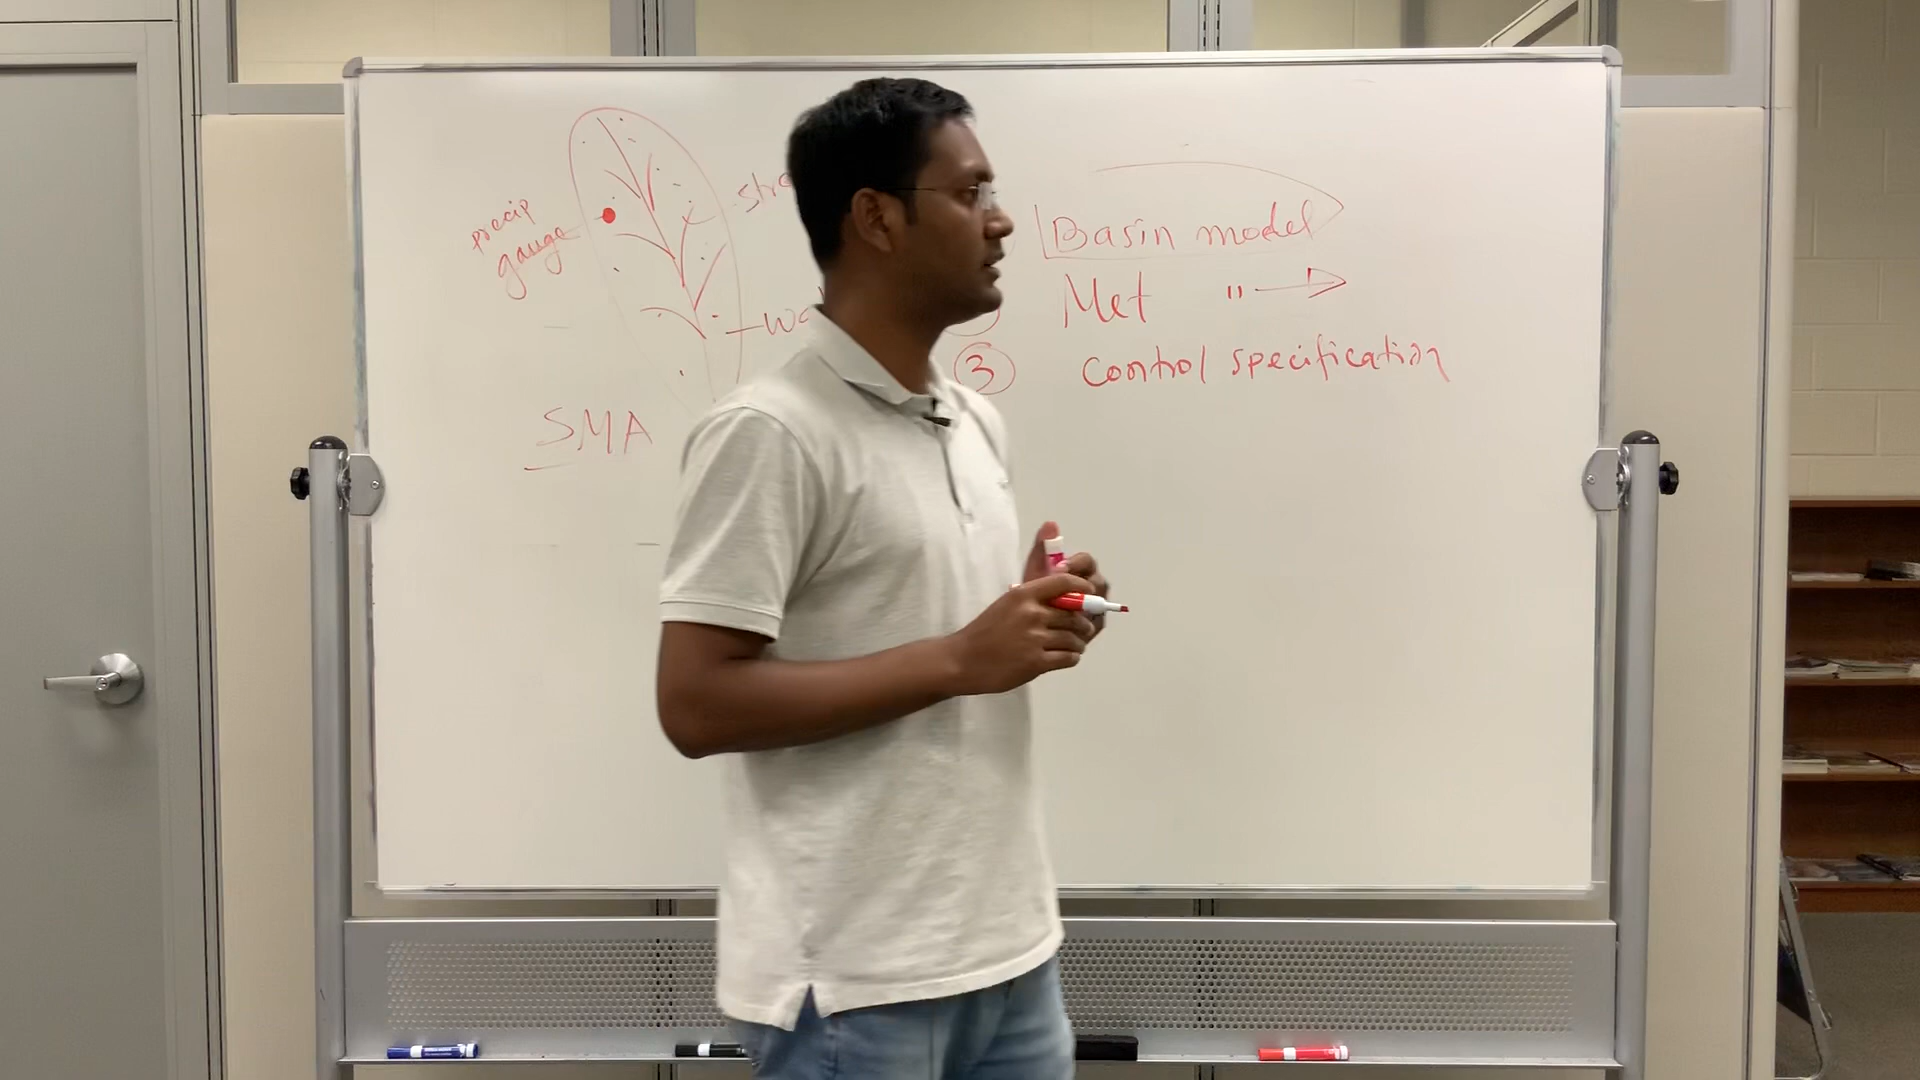 precip
gauge
SMA
Basin model
Met " →
3 control specification